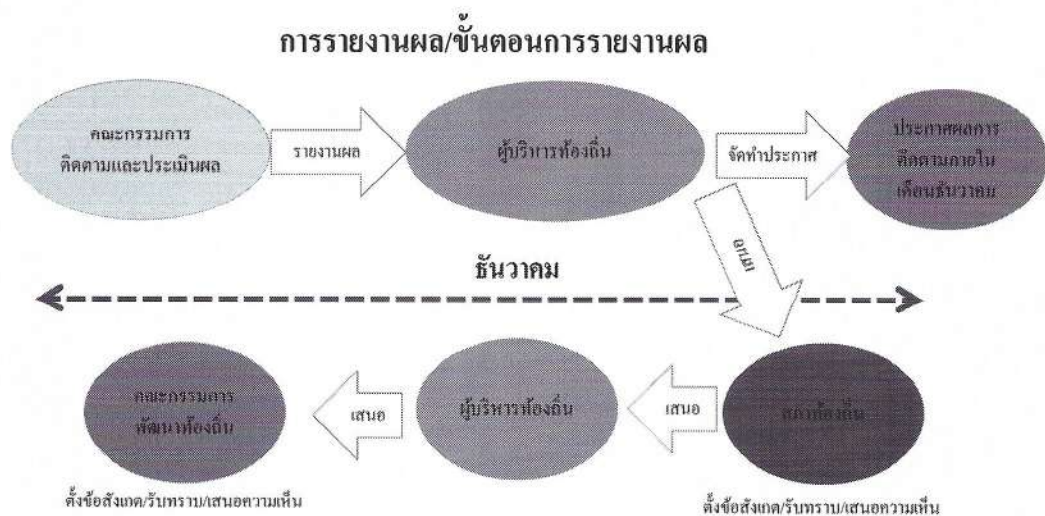 การรายงานผล/ขั้นตอนการรายงานผล
คณะกรรมการ
ติดตามและประเมินผล
รายงานผล
ผู้บริหารท้องถิ่น
จัดทำประกาศ
ประกาศผลการ
ติดตามภายใน
เดือนธันวาคม
เสนอ
ธันวาคม
คณะกรรมการ
พัฒนาท้องถิ่น
เสนอ
ผู้บริหารท้องถิ่น
เสนอ
สภาท้องถิ่น
ตั้งข้อสังเกต/รับทราบ/เสนอความเห็น
ตั้งข้อสังเกต/รับทราบ/เสนอความเห็น